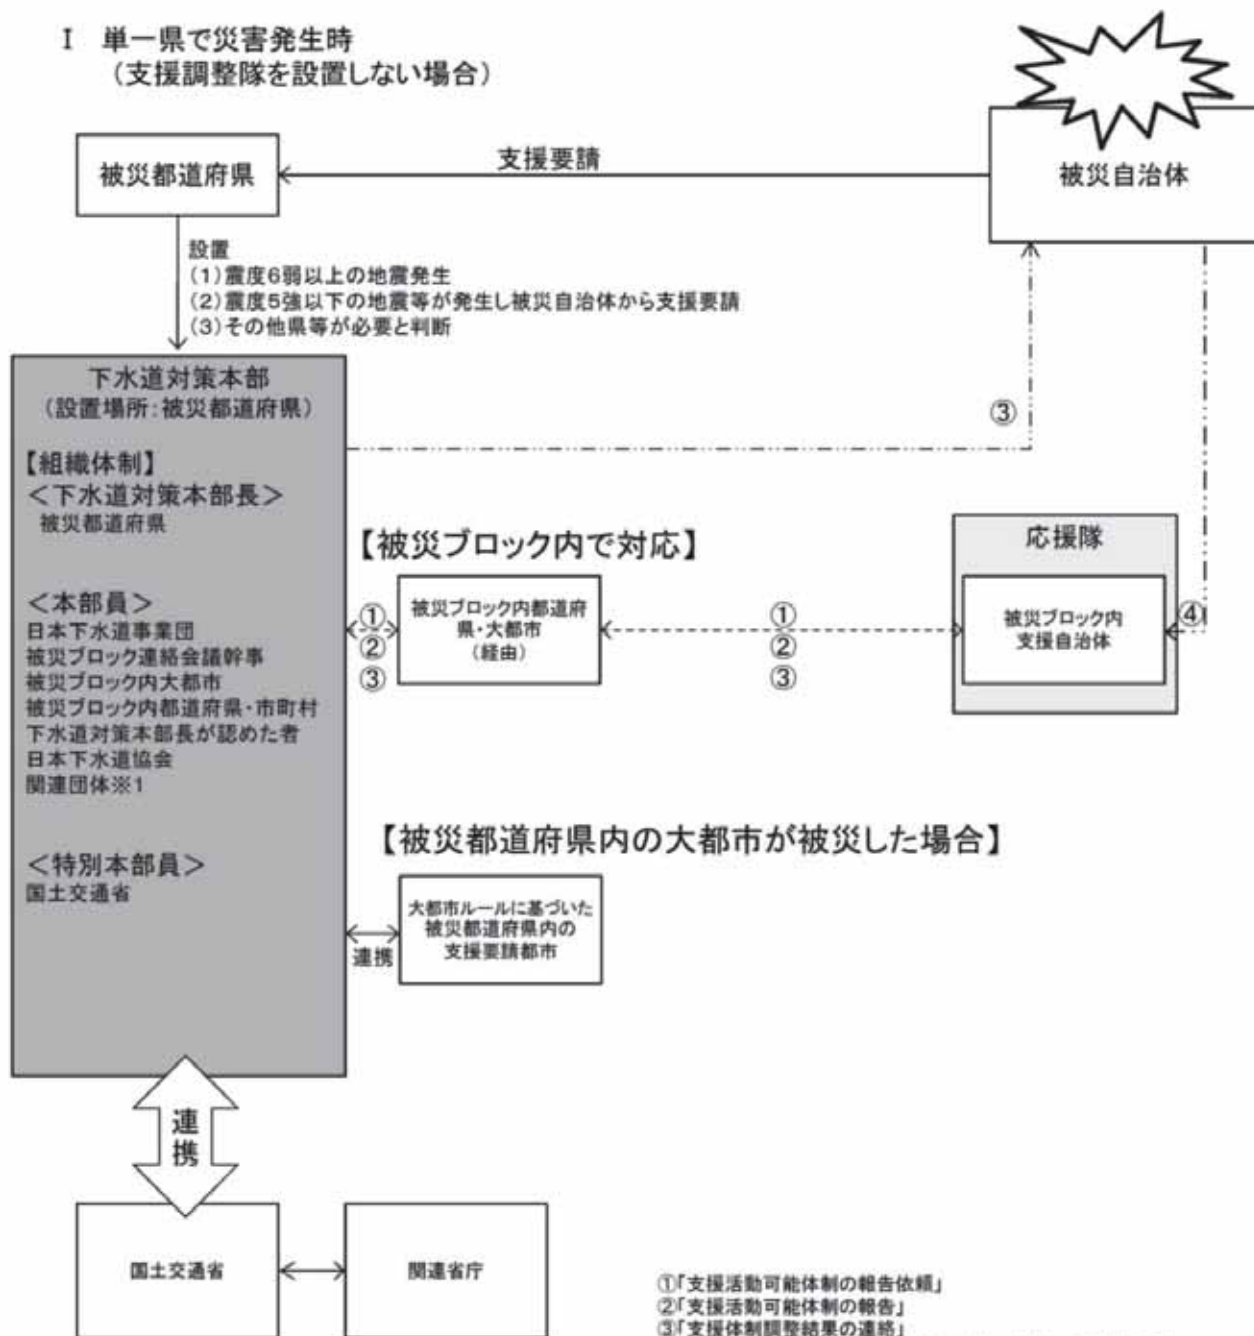 I 単一県で災害発生時
（支援調整隊を設置しない場合）
被災都道府県
支援要請
被災自治体
設置
(1)震度6弱以上の地震発生
(2)震度5強以下の地震等が発生し被災自治体から支援要請
(3)その他県等が必要と判断
下水道対策本部
（設置場所:被災都道府県）
【組織体制】
＜下水道対策本部長＞
被災都道府県
＜本部員＞
日本下水道事業団
被災ブロック連絡会議幹事
被災ブロック内大都市
被災ブロック内都道府県・市町村
下水道対策本部長が認めた者
日本下水道協会
関連団体※1
＜特別本部員＞
国土交通省
③
【被災ブロック内で対応】
①
②
③
被災ブロック内都道府
県・大都市
（経由）
①
②
③
応援隊
被災ブロック内
支援自治体
④
【被災都道府県内の大都市が被災した場合】
連携
大都市ルールに基づいた
被災都道府県内の
支援要請都市
連携
国土交通省
関連省庁
①「支援活動可能体制の報告依頼」
②「支援活動可能体制の報告」
③「支援体制調整結果の連絡」